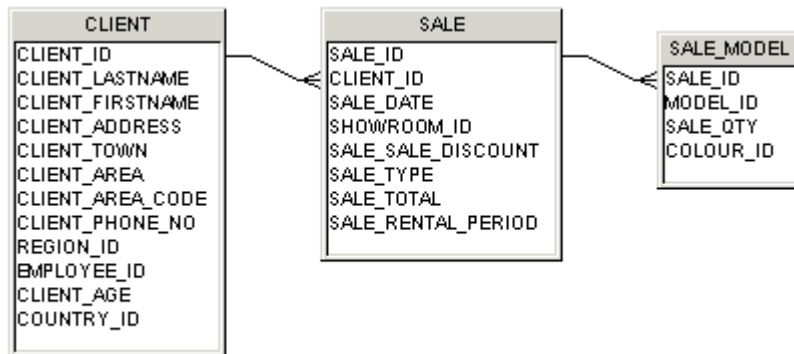 CLIENT
CLIENT_ID
CLIENT_LASTNAME
CLIENT_FIRSTNAME
CLIENT_ADDRESS
CLIENT_TOWN
CLIENT_AREA
CLIENT_AREA_CODE
CLIENT_PHONE_NO
REGION_ID
EMPLOYEE_ID
CLIENT_AGE
COUNTRY_ID
SALE
SALE_ID
CLIENT_ID
SALE_DATE
SHOWROOM_ID
SALE_SALE_DISCOUNT
SALE_TYPE
SALE_TOTAL
SALE_RENTAL_PERIOD
SALE_MODEL
SALE_ID
MODEL_ID
SALE_QTY
COLOUR_ID